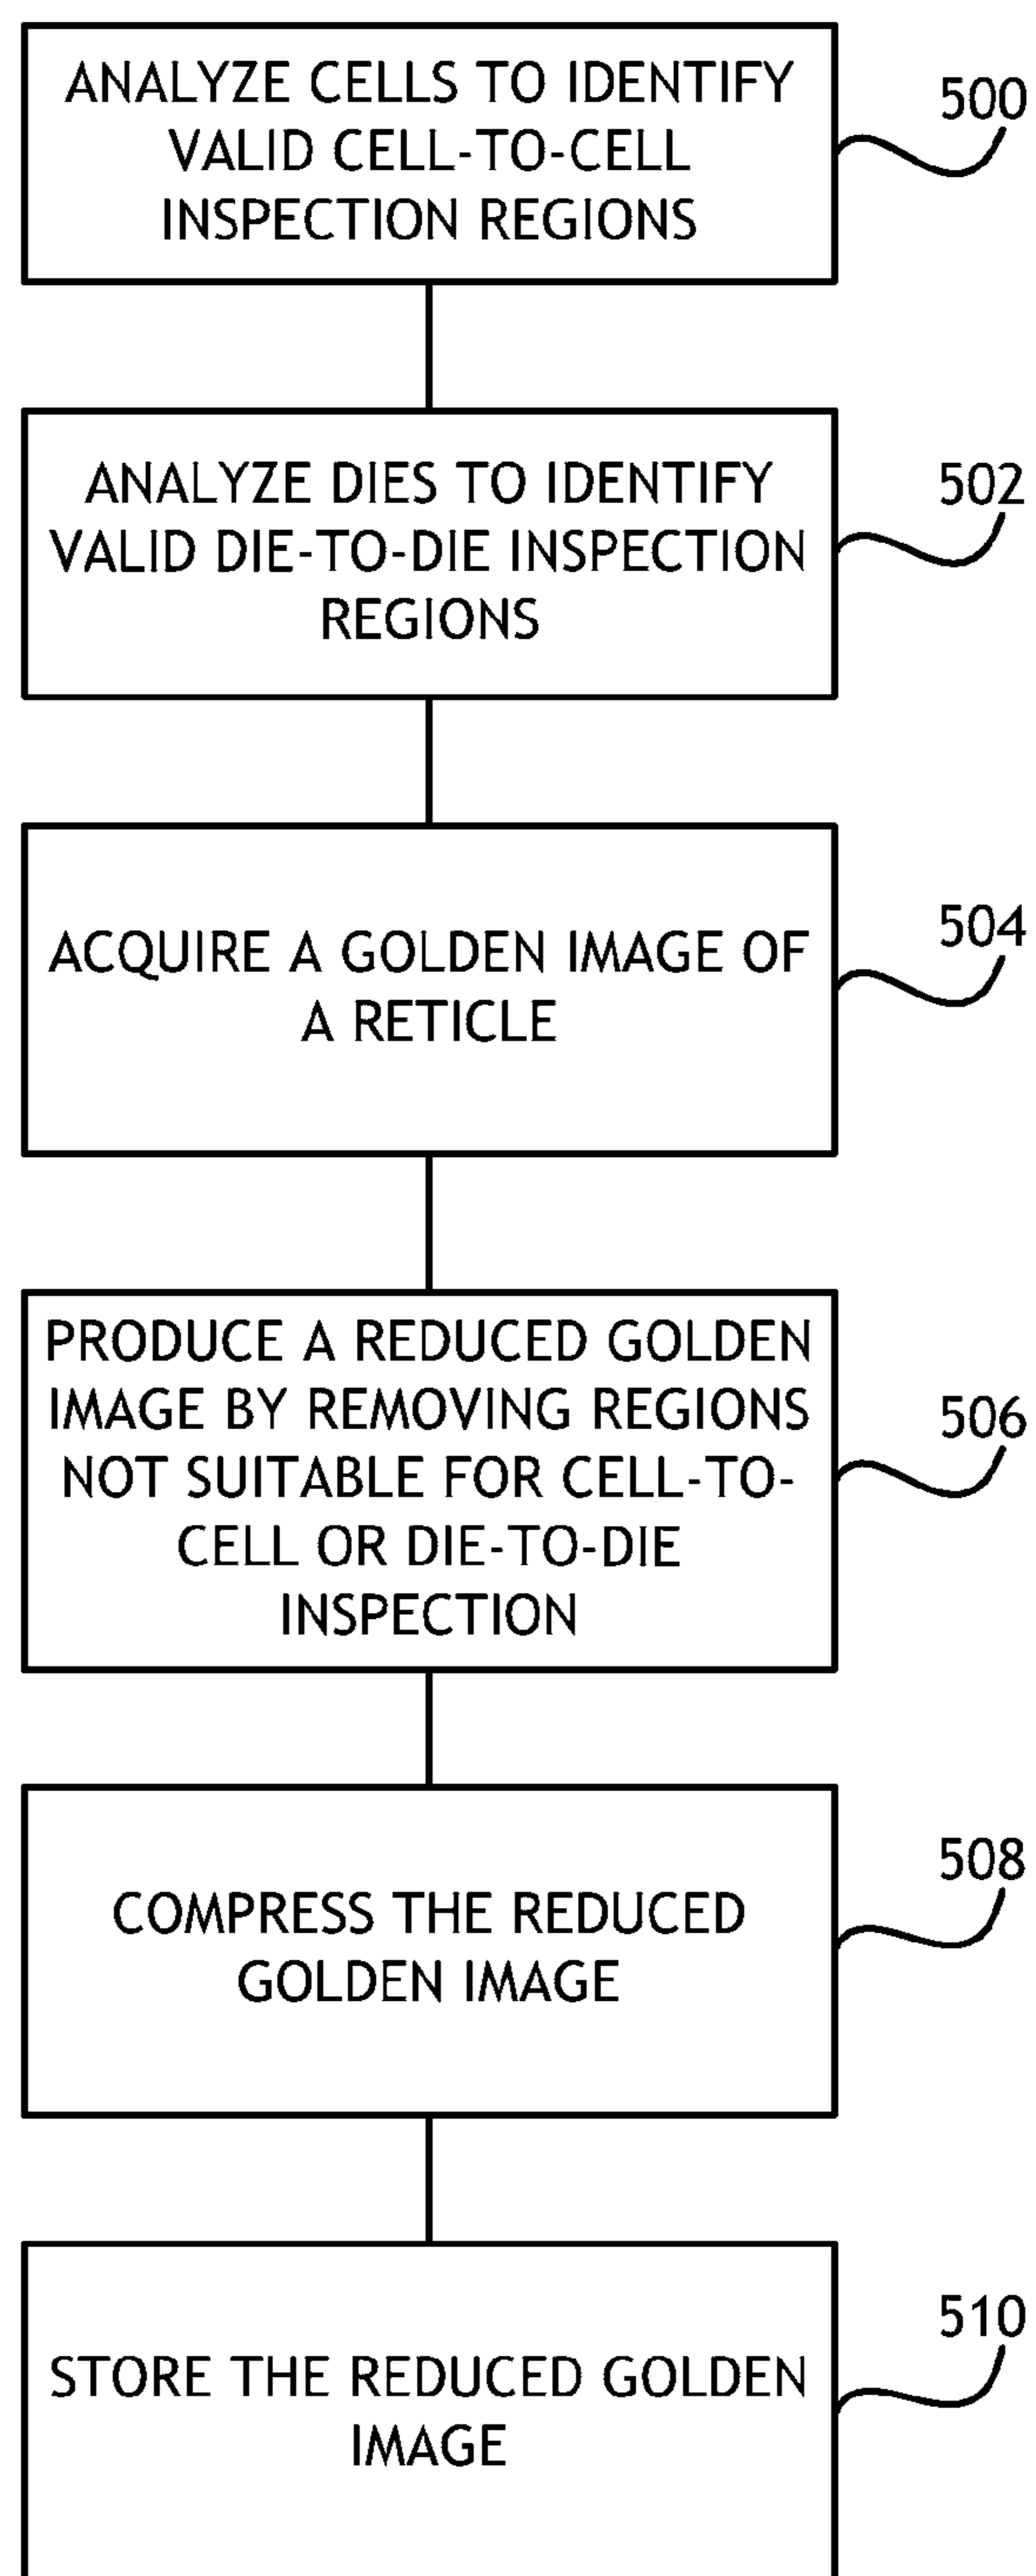 ANALYZE CELLS TO IDENTIFY
VALID CELL-TO-CELL
INSPECTION REGIONS
500
ANALYZE DIES TO IDENTIFY
VALID DIE-TO-DIE INSPECTION
REGIONS
502
ACQUIRE A GOLDEN IMAGE OF
A RETICLE
504
PRODUCE A REDUCED GOLDEN
IMAGE BY REMOVING REGIONS
NOT SUITABLE FOR CELL-TO-
CELL OR DIE-TO-DIE
INSPECTION
506
COMPRESS THE REDUCED
GOLDEN IMAGE
508
STORE THE REDUCED GOLDEN
IMAGE
510